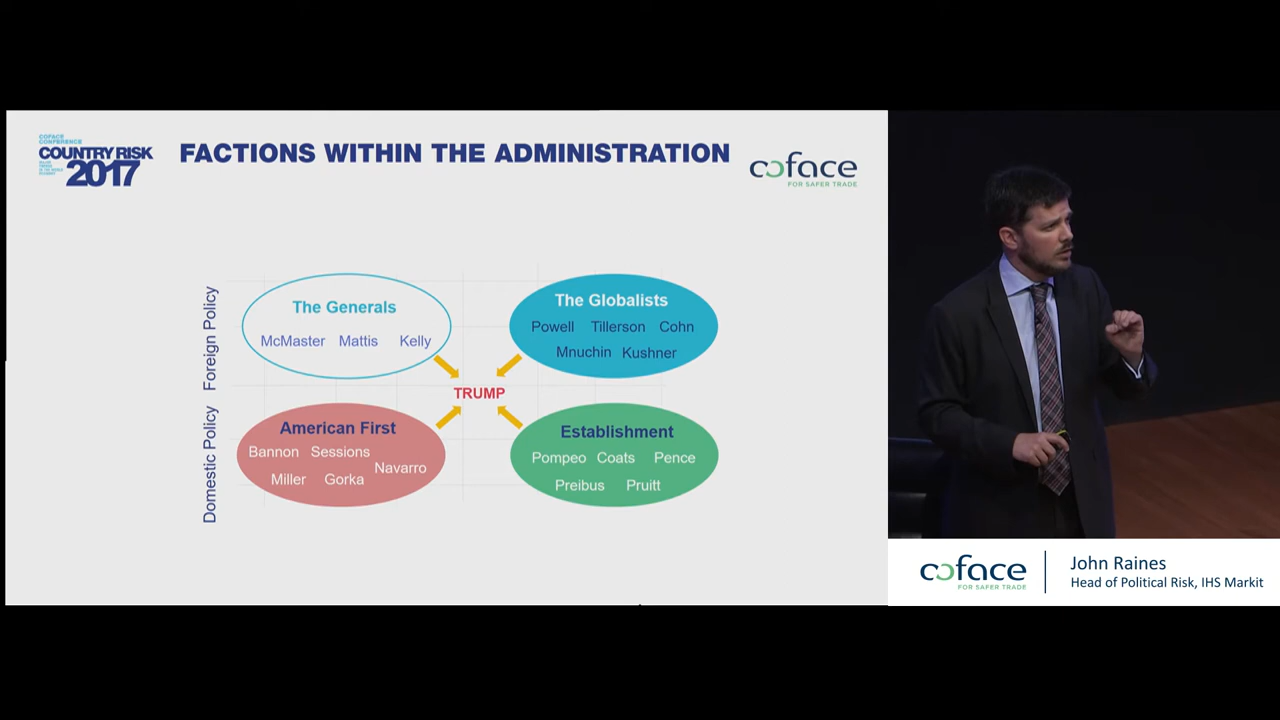 COFACE
CONFERENCE
COUNTRY RISK
2017
FACTIONS WITHIN THE ADMINISTRATION
coface
FOR SAFER TRADE
Foreign Policy
Domestic Policy
The Generals
McMaster Mattis Kelly
The Globalists
Powell Tillerson Cohn
Mnuchin Kushner
TRUMP
American First
Bannon Sessions
Navarro
Miller Gorka
Establishment
Pompeo Coats Pence
Preibus Pruitt
coface
FOR SAFER TRADE
John Raines
Head of Political Risk, IHS Markit